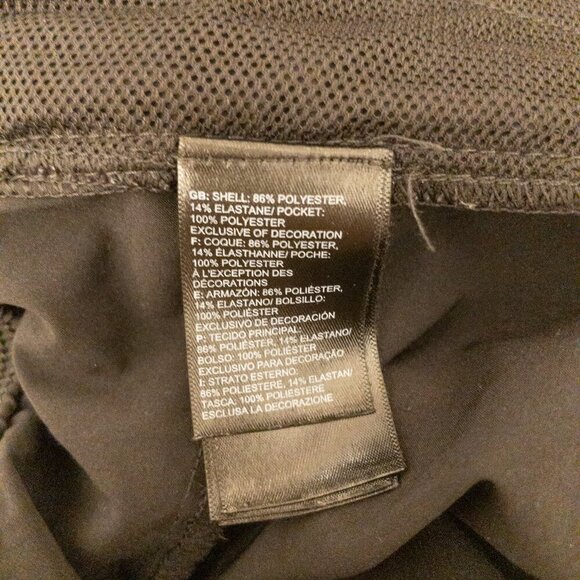 GB: SHELL: 86% POLYESTER,
14% ELASTANE/ POCKET:
100% POLYESTER
EXCLUSIVE OF DECORATION
F: COQUE: 86% POLYESTER,
14% ÉLASTHANNE/ POCHE:
100% POLYESTER
À L'EXCEPTION DES
DÉCORATIONS
E: ARMAZÓN: 86% POLIÉSTER,
14% ELASTANO/ BOLSILLO:
100% POLIÉSTER
EXCLUSIVO DE DECORACIÓN
P: TECIDO PRINCIPAL:
86% POLIÉSTER, 14% ELASTANO/
BOLSO: 100% POLIÉSTER
EXCLUSIVO PARA DECORAÇÃO
I: STRATO ESTERNO:
86% POLIESTERE, 14% ELASTAN/
TASCA: 100% POLIESTERE
ESCLUSA LA DECORAZIONE